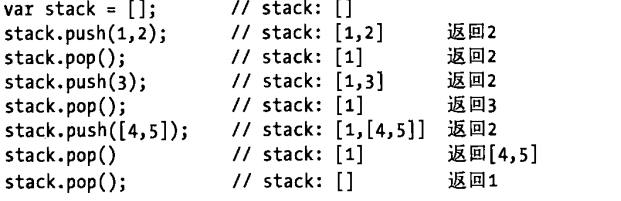 var stack = [];        // stack: []
stack.push(1,2);       // stack: [1,2]      返回2
stack.pop();           // stack: [1]        返回2
stack.push(3);         // stack: [1,3]      返回2
stack.pop();           // stack: [1]        返回3
stack.push([4,5]);     // stack: [1,[4,5]]  返回2
stack.pop()            // stack: [1]        返回[4,5]
stack.pop();           // stack: []         返回1